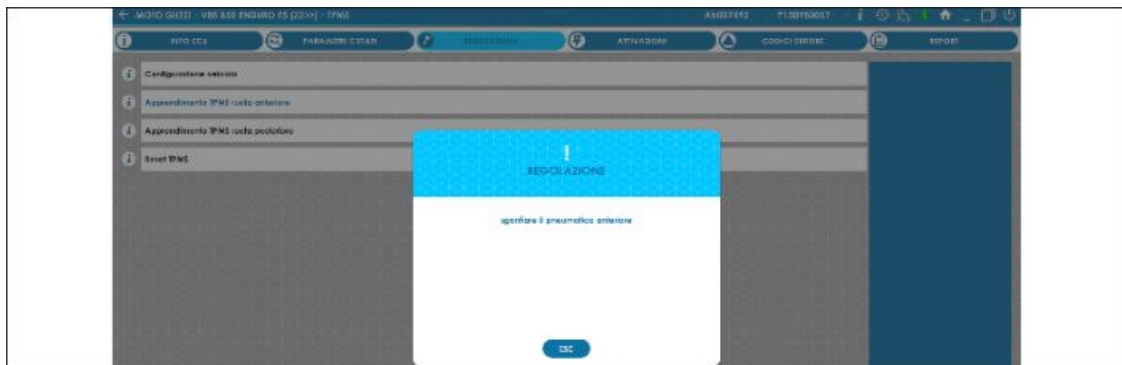 MOTO GUZZI - V85 850 ENDURO E5 [22>>] - TPMS
INFO ECU
PARAMETRI E STATI
REGOLAZIONI
ATTIVAZIONI
CODICI ERRORE
REPORT
Configurazione veicolo
Apprendimento TPMS ruota anteriore
Apprendimento TPMS ruota posteriore
Reset TPMS
!
REGOLAZIONE
sgonfiare il pneumatico anteriore
ESC